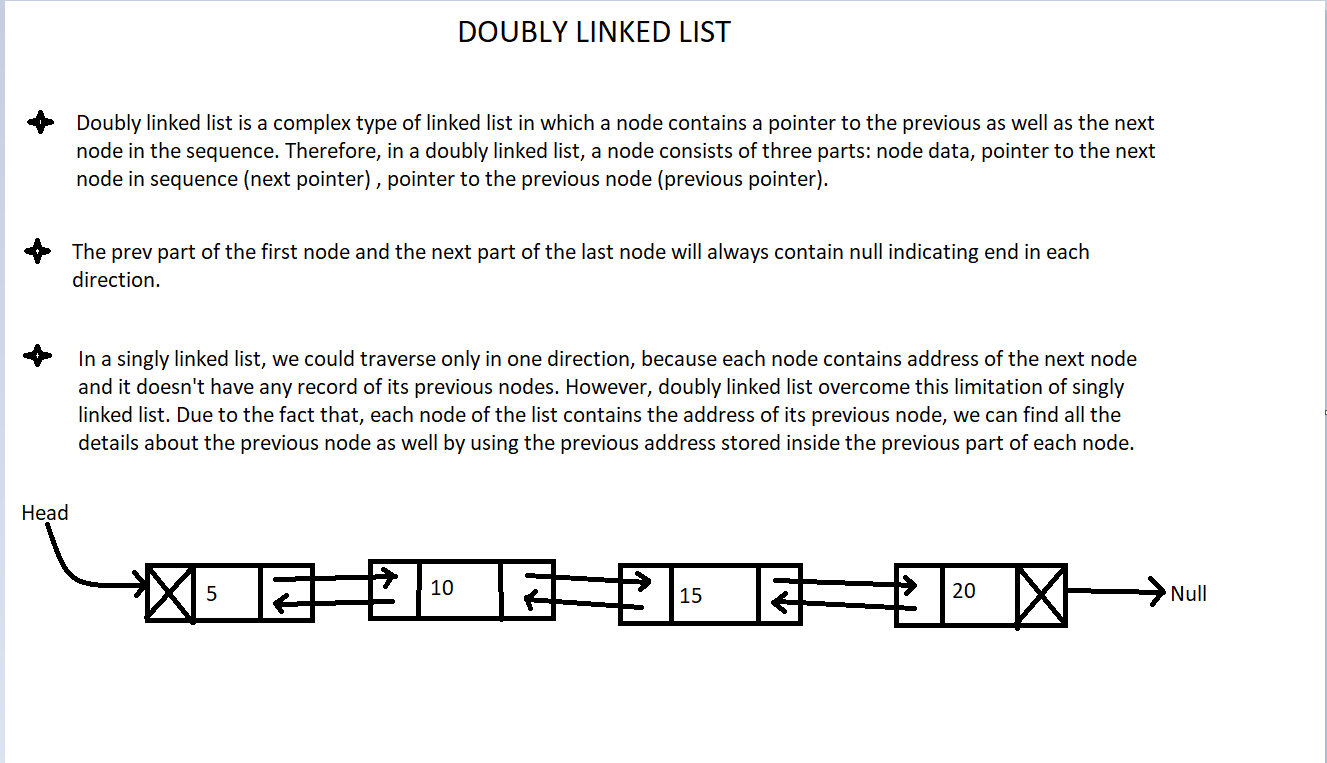 DOUBLY LINKED LIST
Doubly linked list is a complex type of linked list in which a node contains a pointer to the previous as well as the next
node in the sequence. Therefore, in a doubly linked list, a node consists of three parts: node data, pointer to the next
node in sequence (next pointer) , pointer to the previous node (previous pointer).
The prev part of the first node and the next part of the last node will always contain null indicating end in each
direction.
In a singly linked list, we could traverse only in one direction, because each node contains address of the next node
and it doesn't have any record of its previous nodes. However, doubly linked list overcome this limitation of singly
linked list. Due to the fact that, each node of the list contains the address of its previous node, we can find all the
details about the previous node as well by using the previous address stored inside the previous part of each node.
Head
5
10
15
20
Null